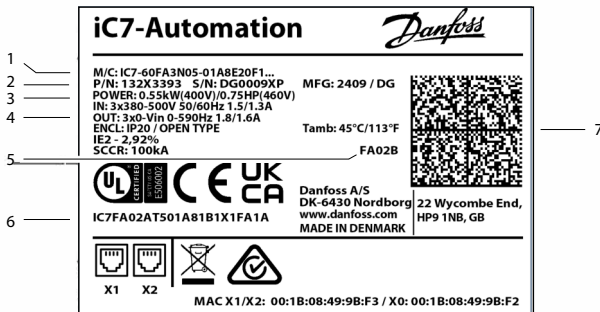 iC7-Automation
Danfoss
1
M/C: IC7-60FA3N05-01A8E20F1...
2
P/N: 132X3393 S/N: DG0009XP
MFG: 2409 / DG
3
POWER: 0.55kW(400V)/0.75HP(460V)
IN: 3x380-500V 50/60Hz 1.5/1.3A
4
OUT: 3x0-Vin 0-590Hz 1.8/1.6A
ENCL: IP20 / OPEN TYPE
Tamb: 45°C/113°F
7
IE2 - 2,92%
SCCR: 100kA
FA02B
5
UL
CERTIFIED
E506002
CE
UK
CA
Danfoss A/S
DK-6430 Nordborg
www.danfoss.com
MADE IN DENMARK
22 Wycombe End,
HP9 1NB, GB
6
IC7FA02AT501A81B1X1FA1A
X1 X2
MAC X1/X2: 00:1B:08:49:9B:F3 / X0: 00:1B:08:49:9B:F2